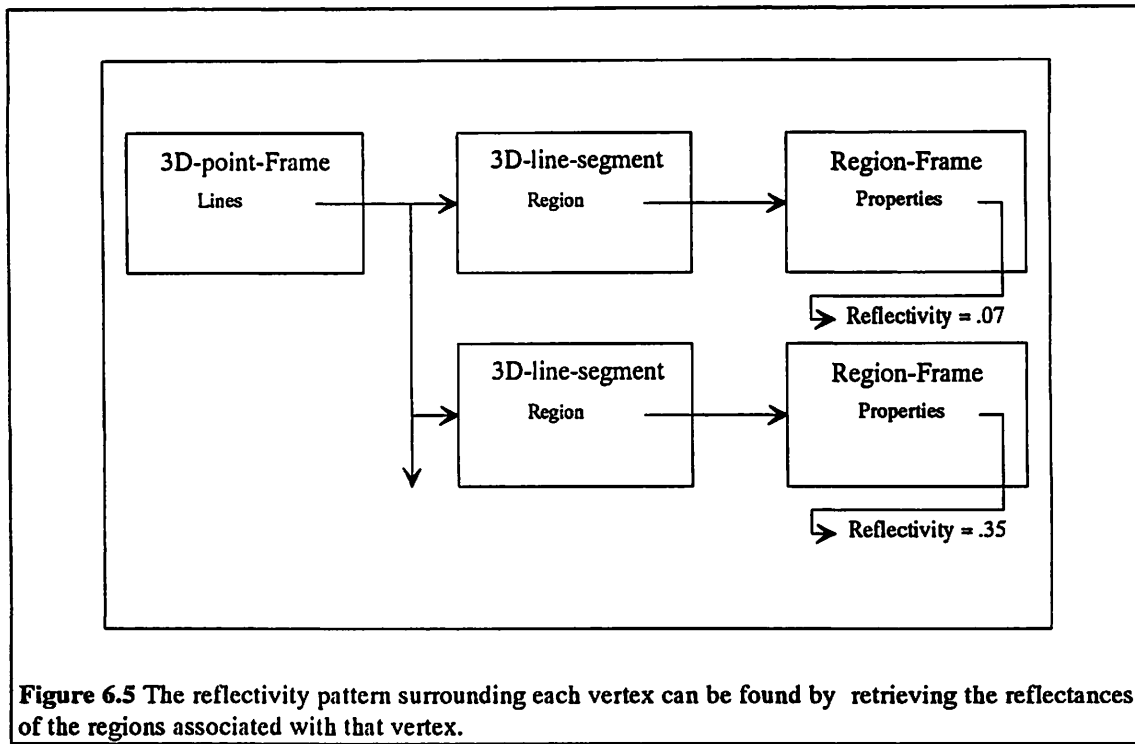 3D-point-Frame
Lines
3D-line-segment
Region
Region-Frame
Properties
Reflectivity = .07
3D-line-segment
Region
Region-Frame
Properties
Reflectivity = .35
Figure 6.5 The reflectivity pattern surrounding each vertex can be found by retrieving the reflectances
of the regions associated with that vertex.